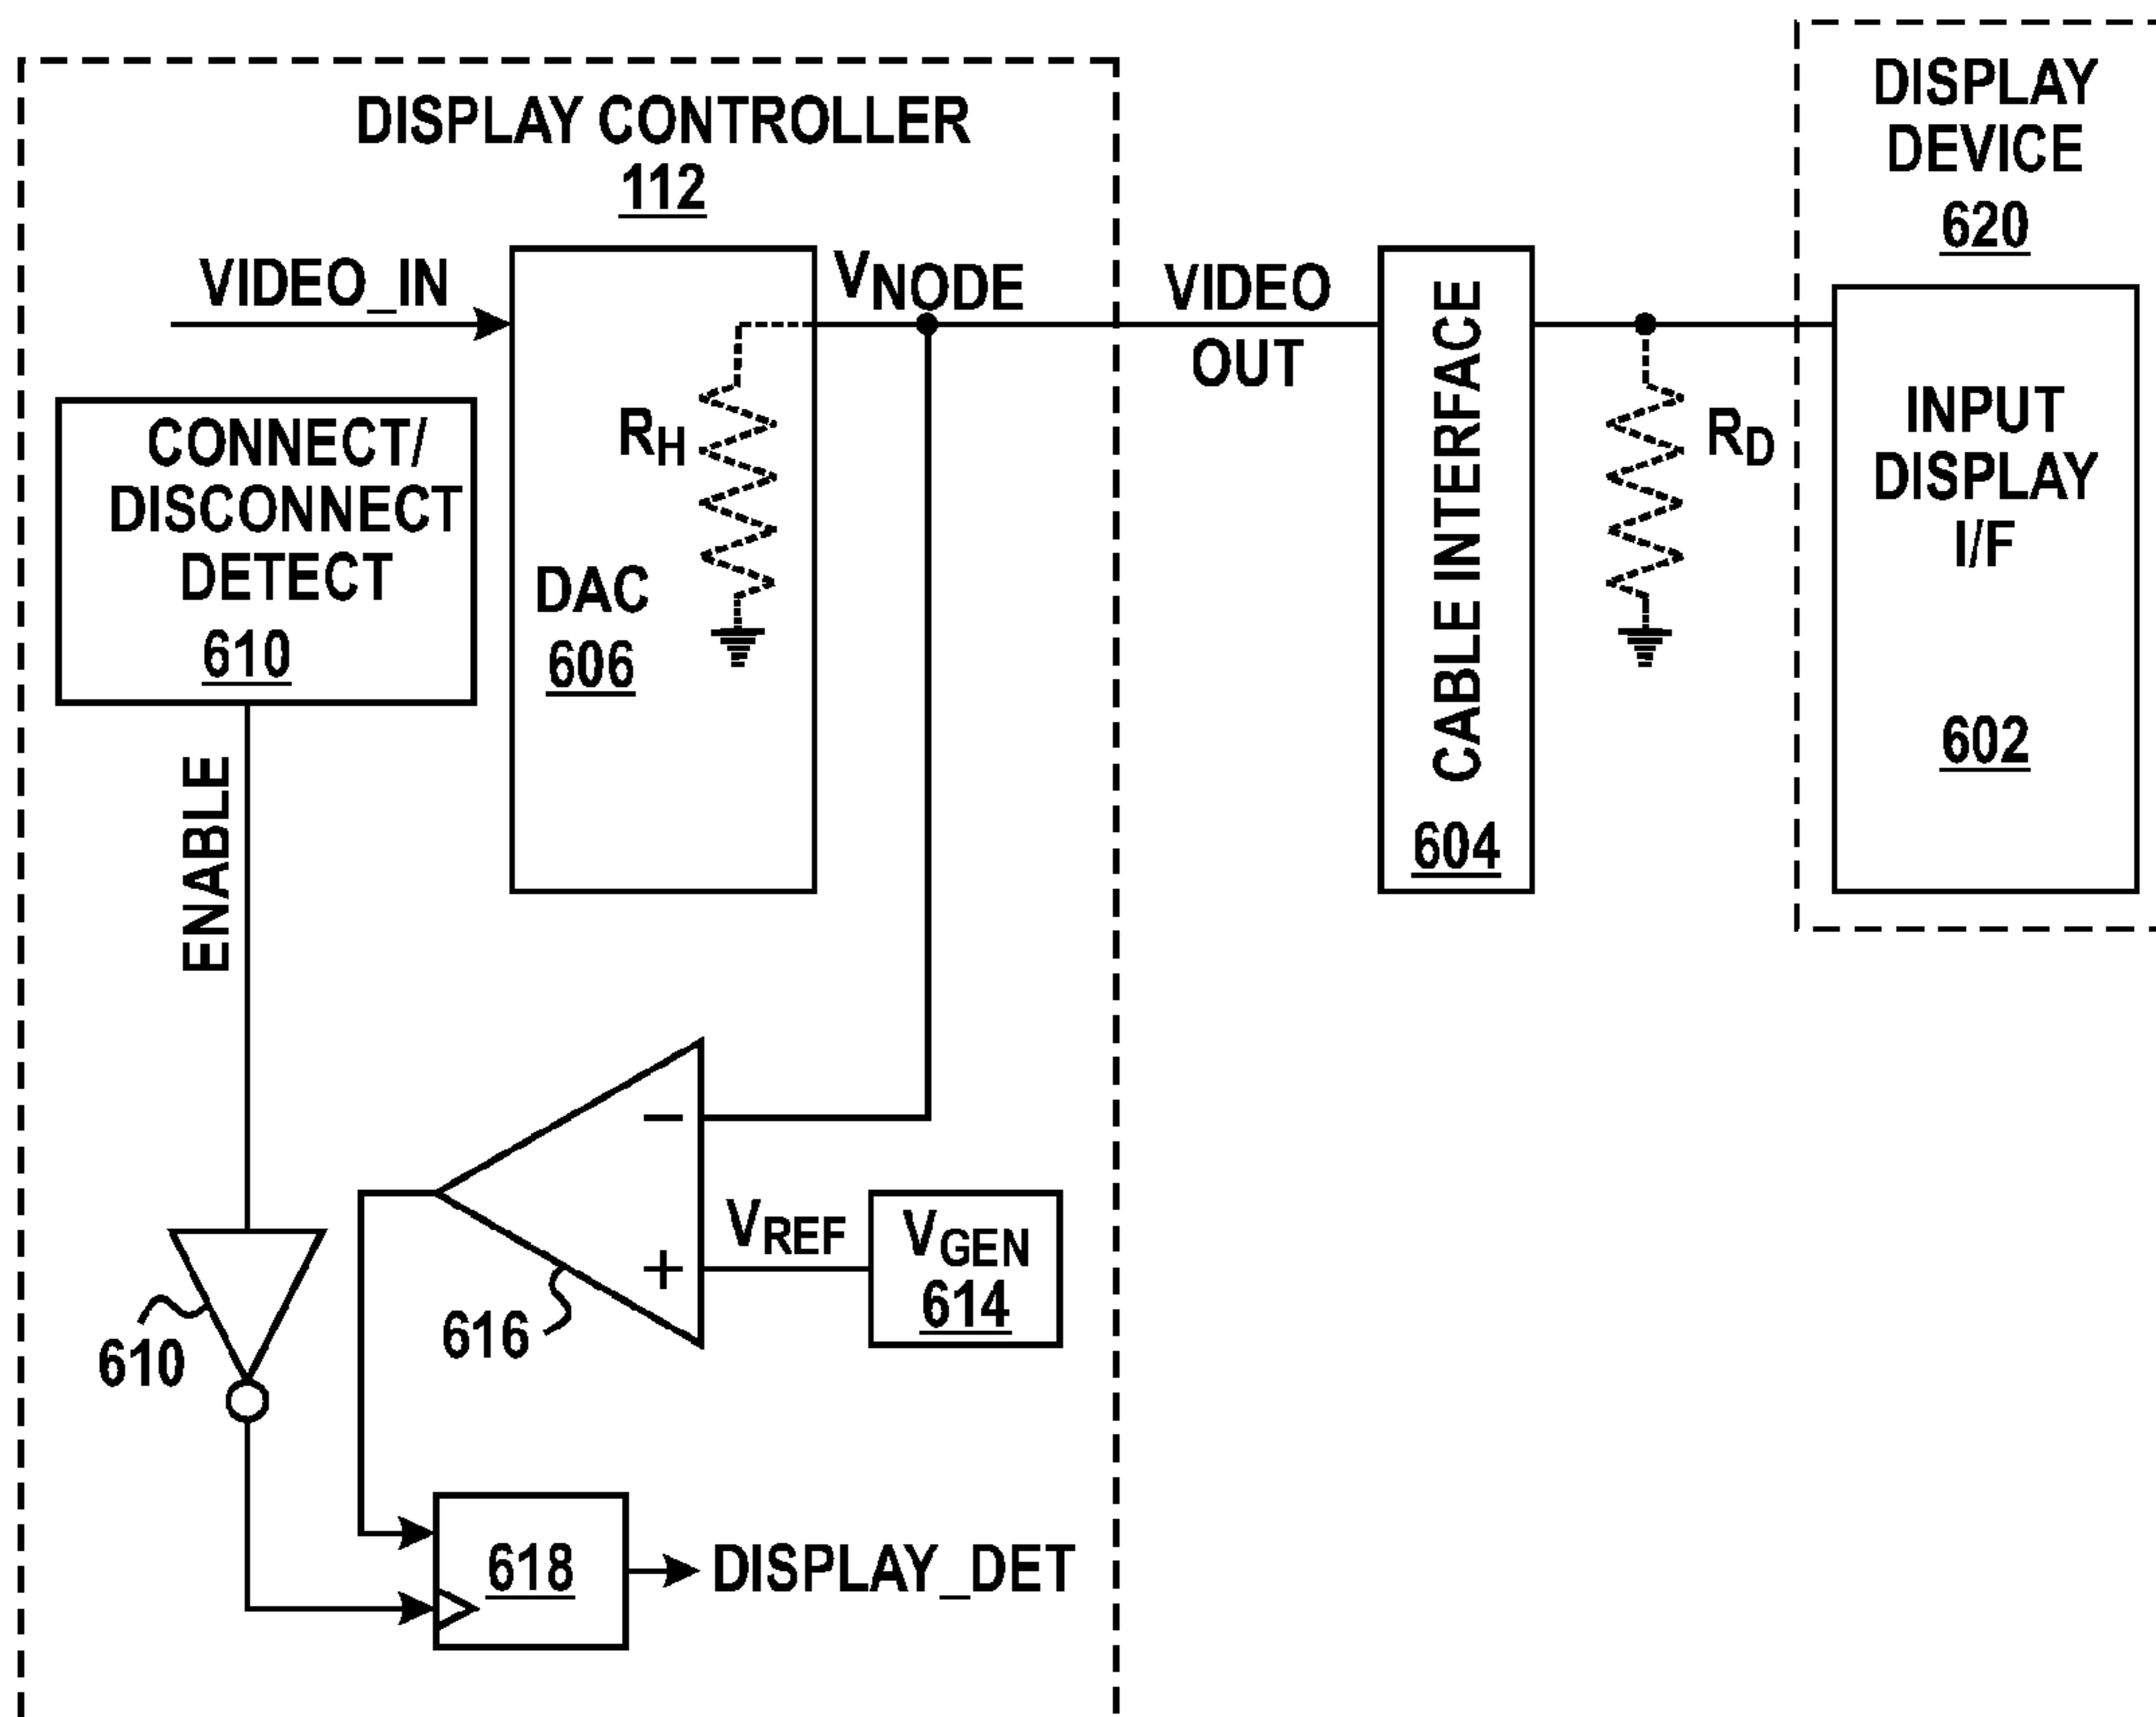 DISPLAY CONTROLLER
112
DISPLAY
DEVICE
620
VIDEO_IN
VNODE
VIDEO
OUT
CONNECT/
DISCONNECT
DETECT
610
RH
DAC
606
CABLE INTERFACE
604
RD
INPUT
DISPLAY
I/F
602
ENABLE
−
+
VREF
VGEN
614
616
610
618
DISPLAY_DET